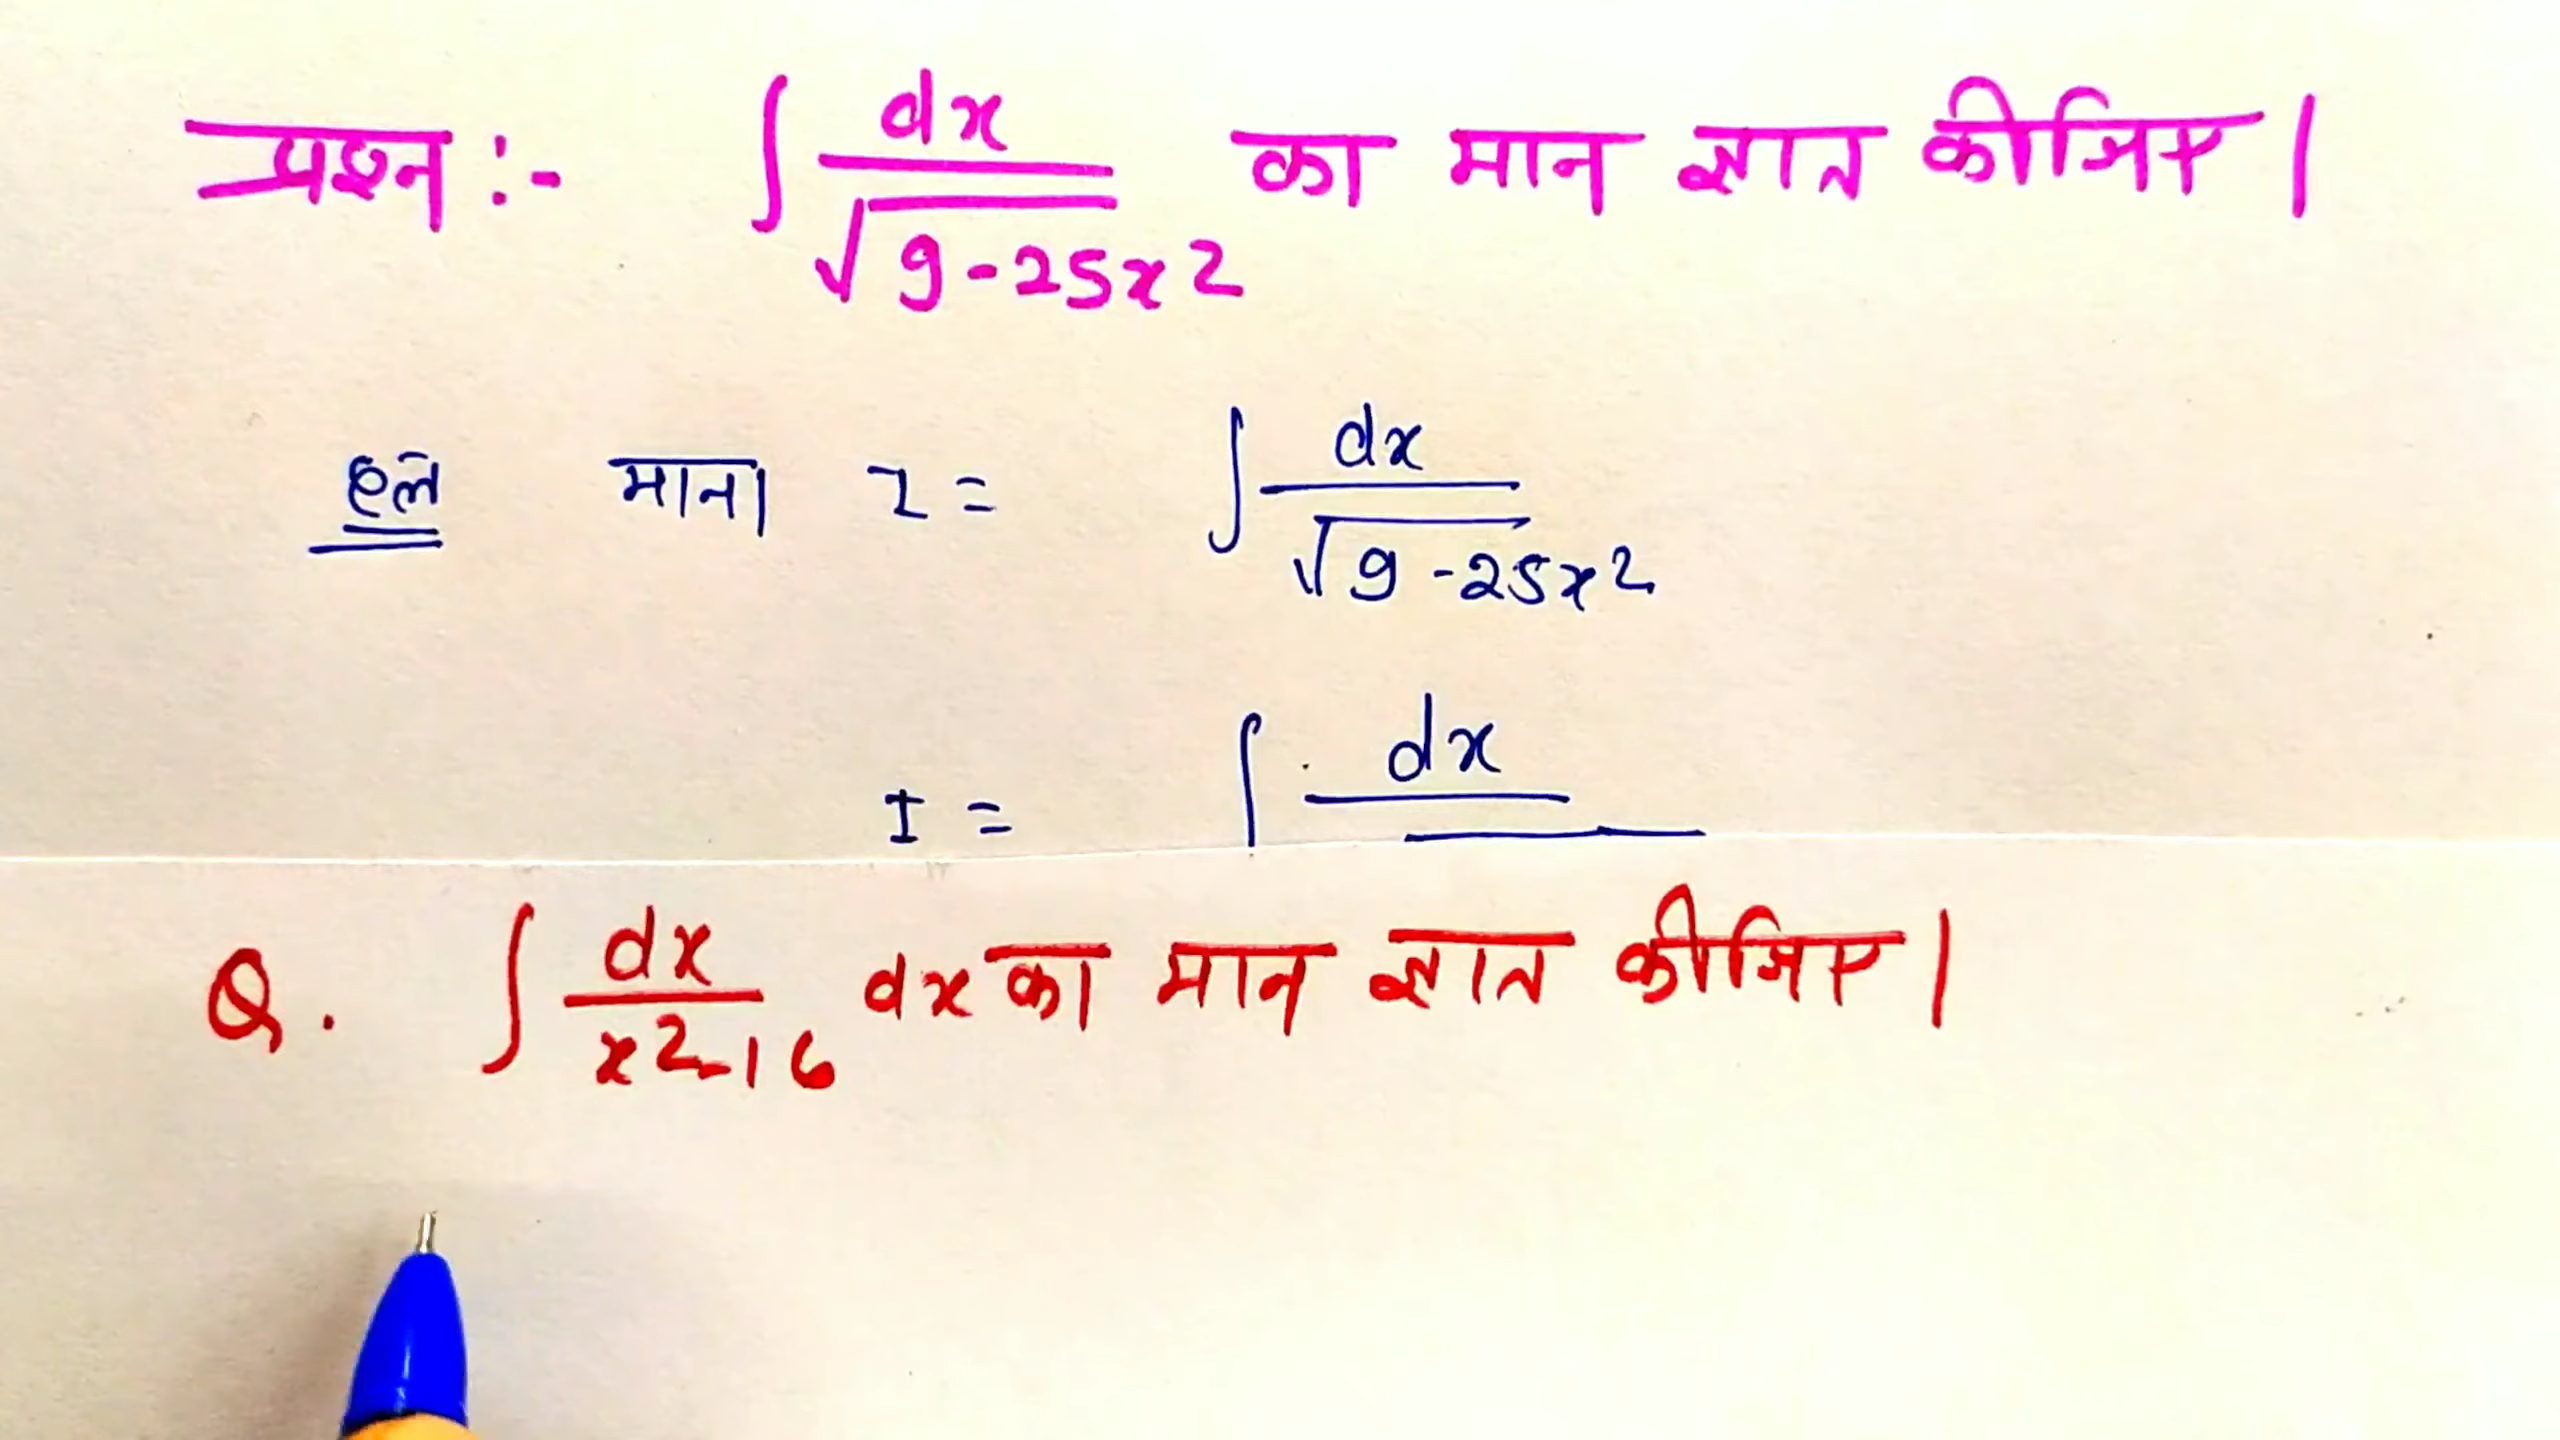 प्रश्न :- ∫ dx / √9-25x2 का मान ज्ञात कीजिए।
हल माना I = ∫ dx / √9-25x2
I = ∫ dx
Q. ∫ dx / x2-16 dx का मान ज्ञात कीजिए।